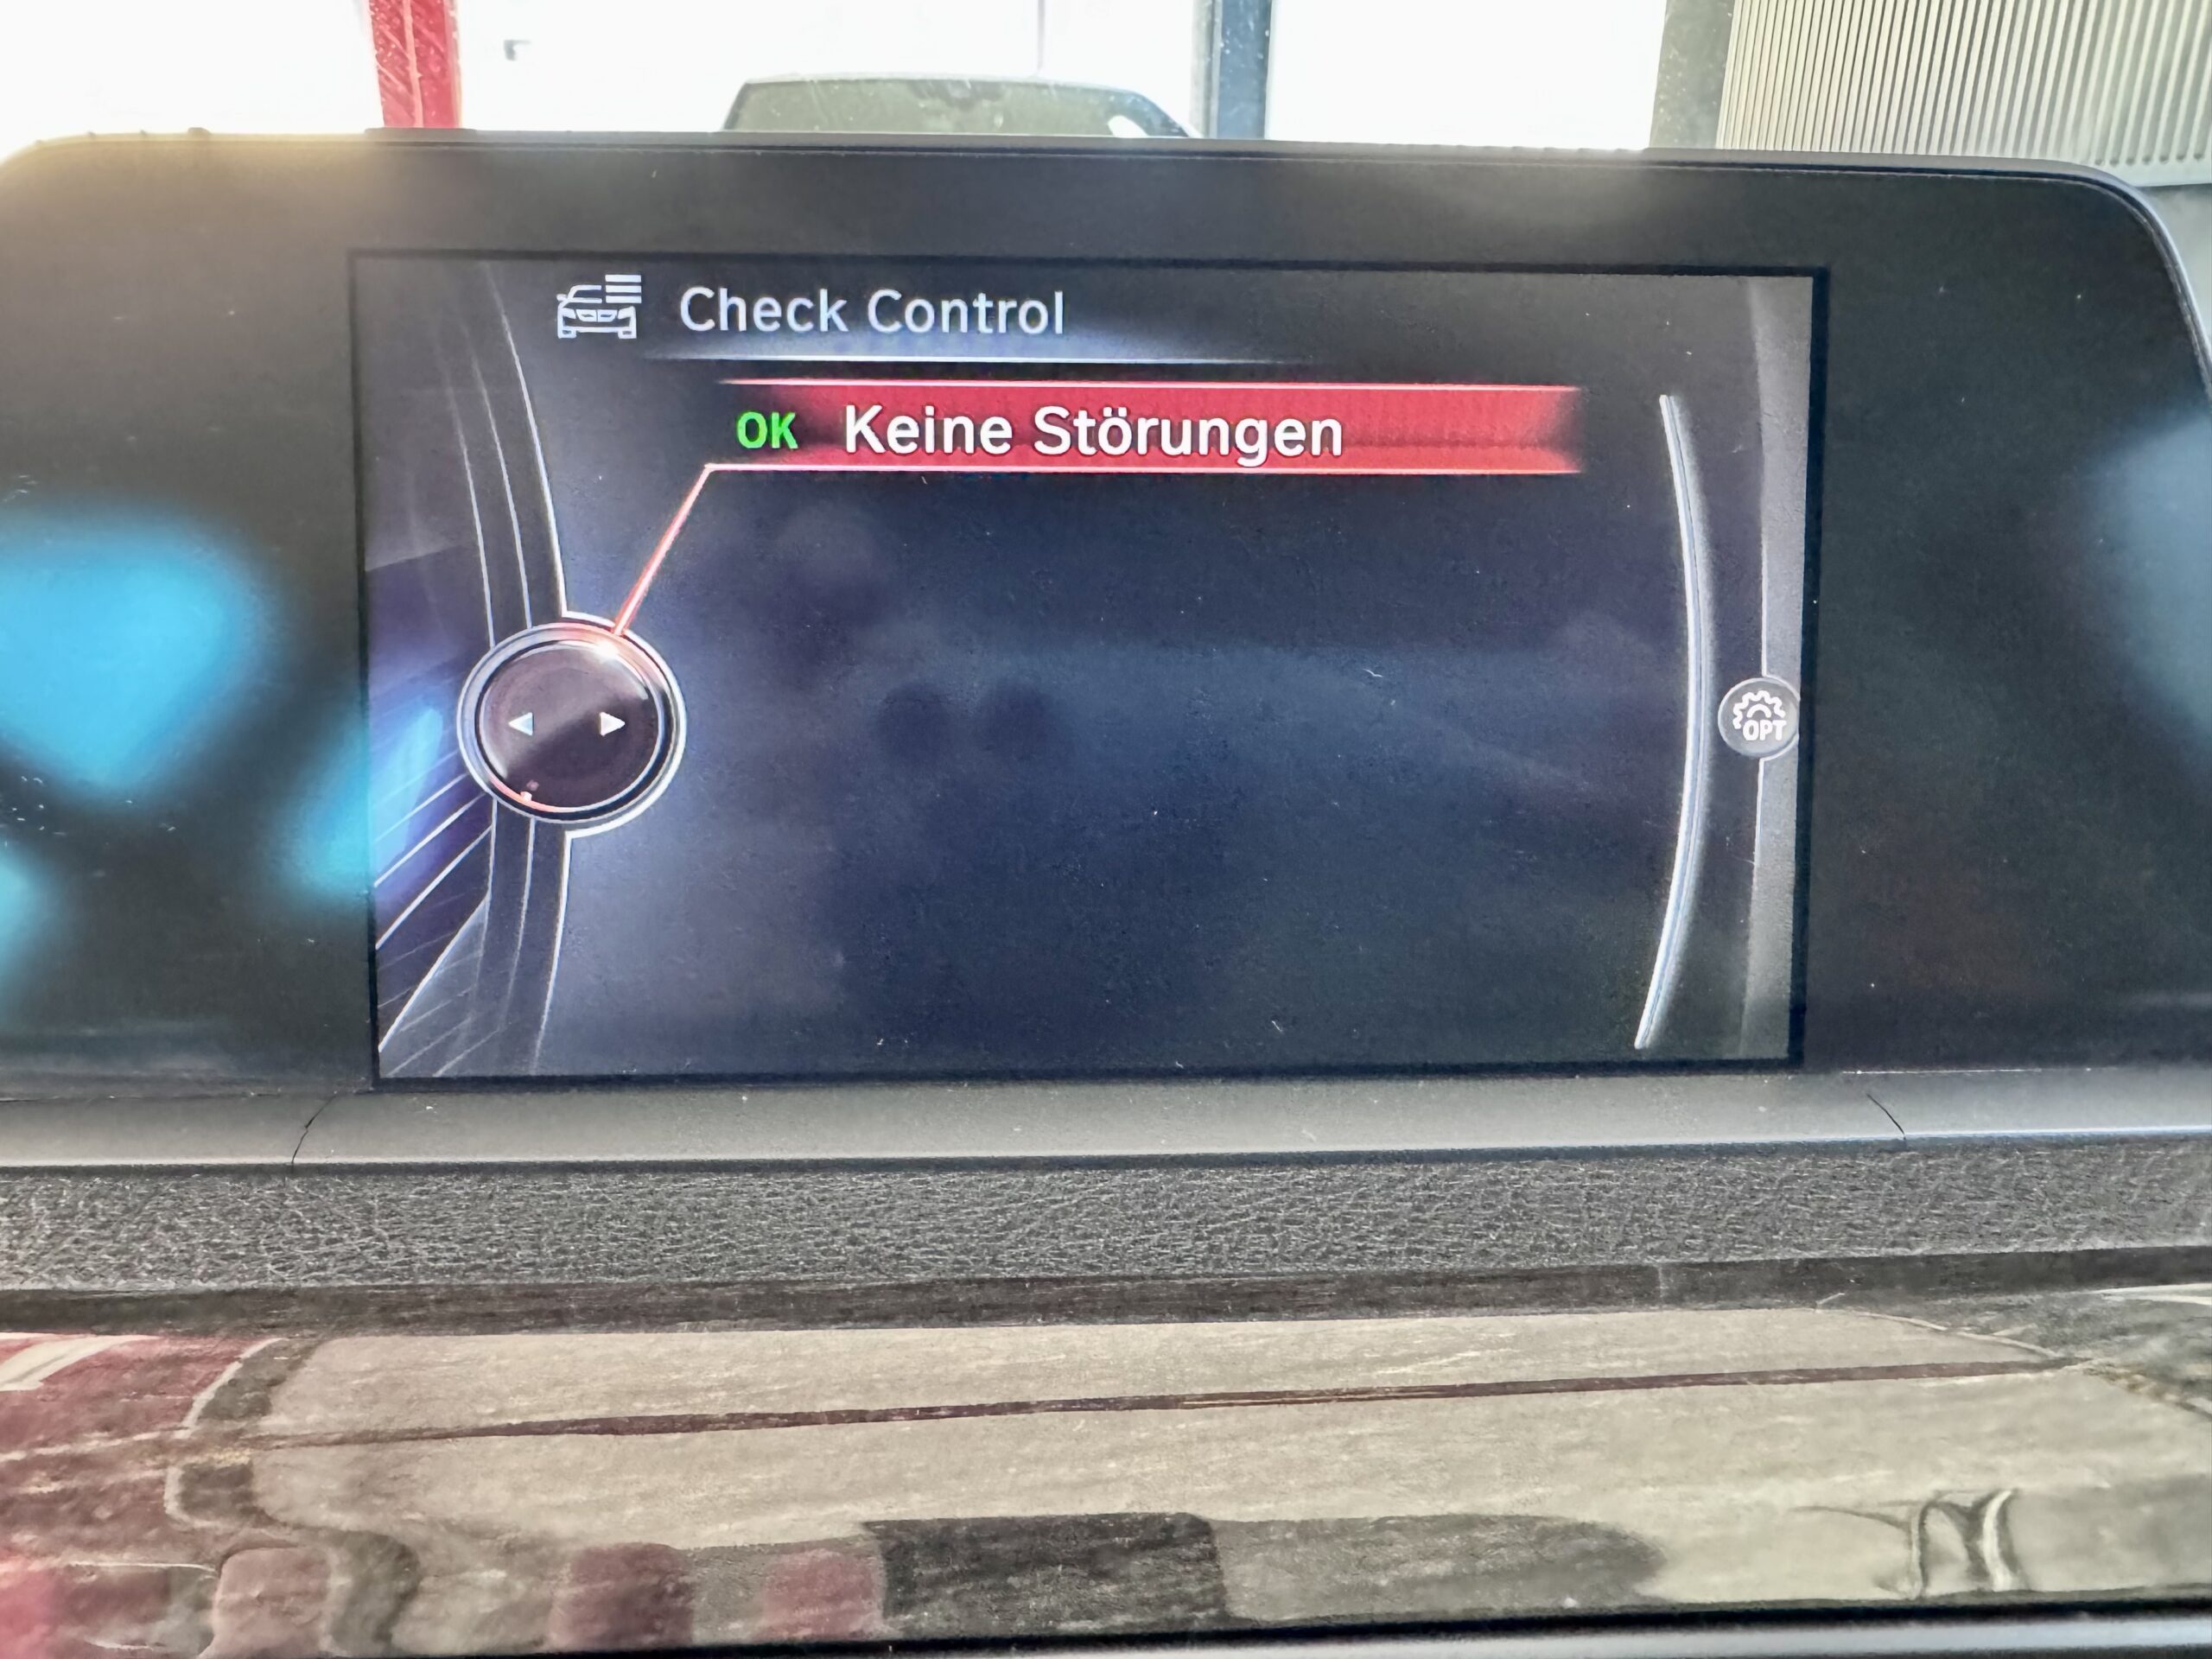 Check Control
OK Keine Störungen
OPT